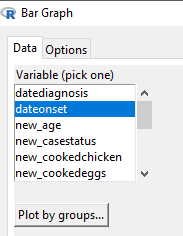 R Bar Graph
Data Options
Variable (pick one)
datediagnosis
dateonset
new_age
new_casestatus
new_cookedchicken
new_cookedeggs
Plot by groups...